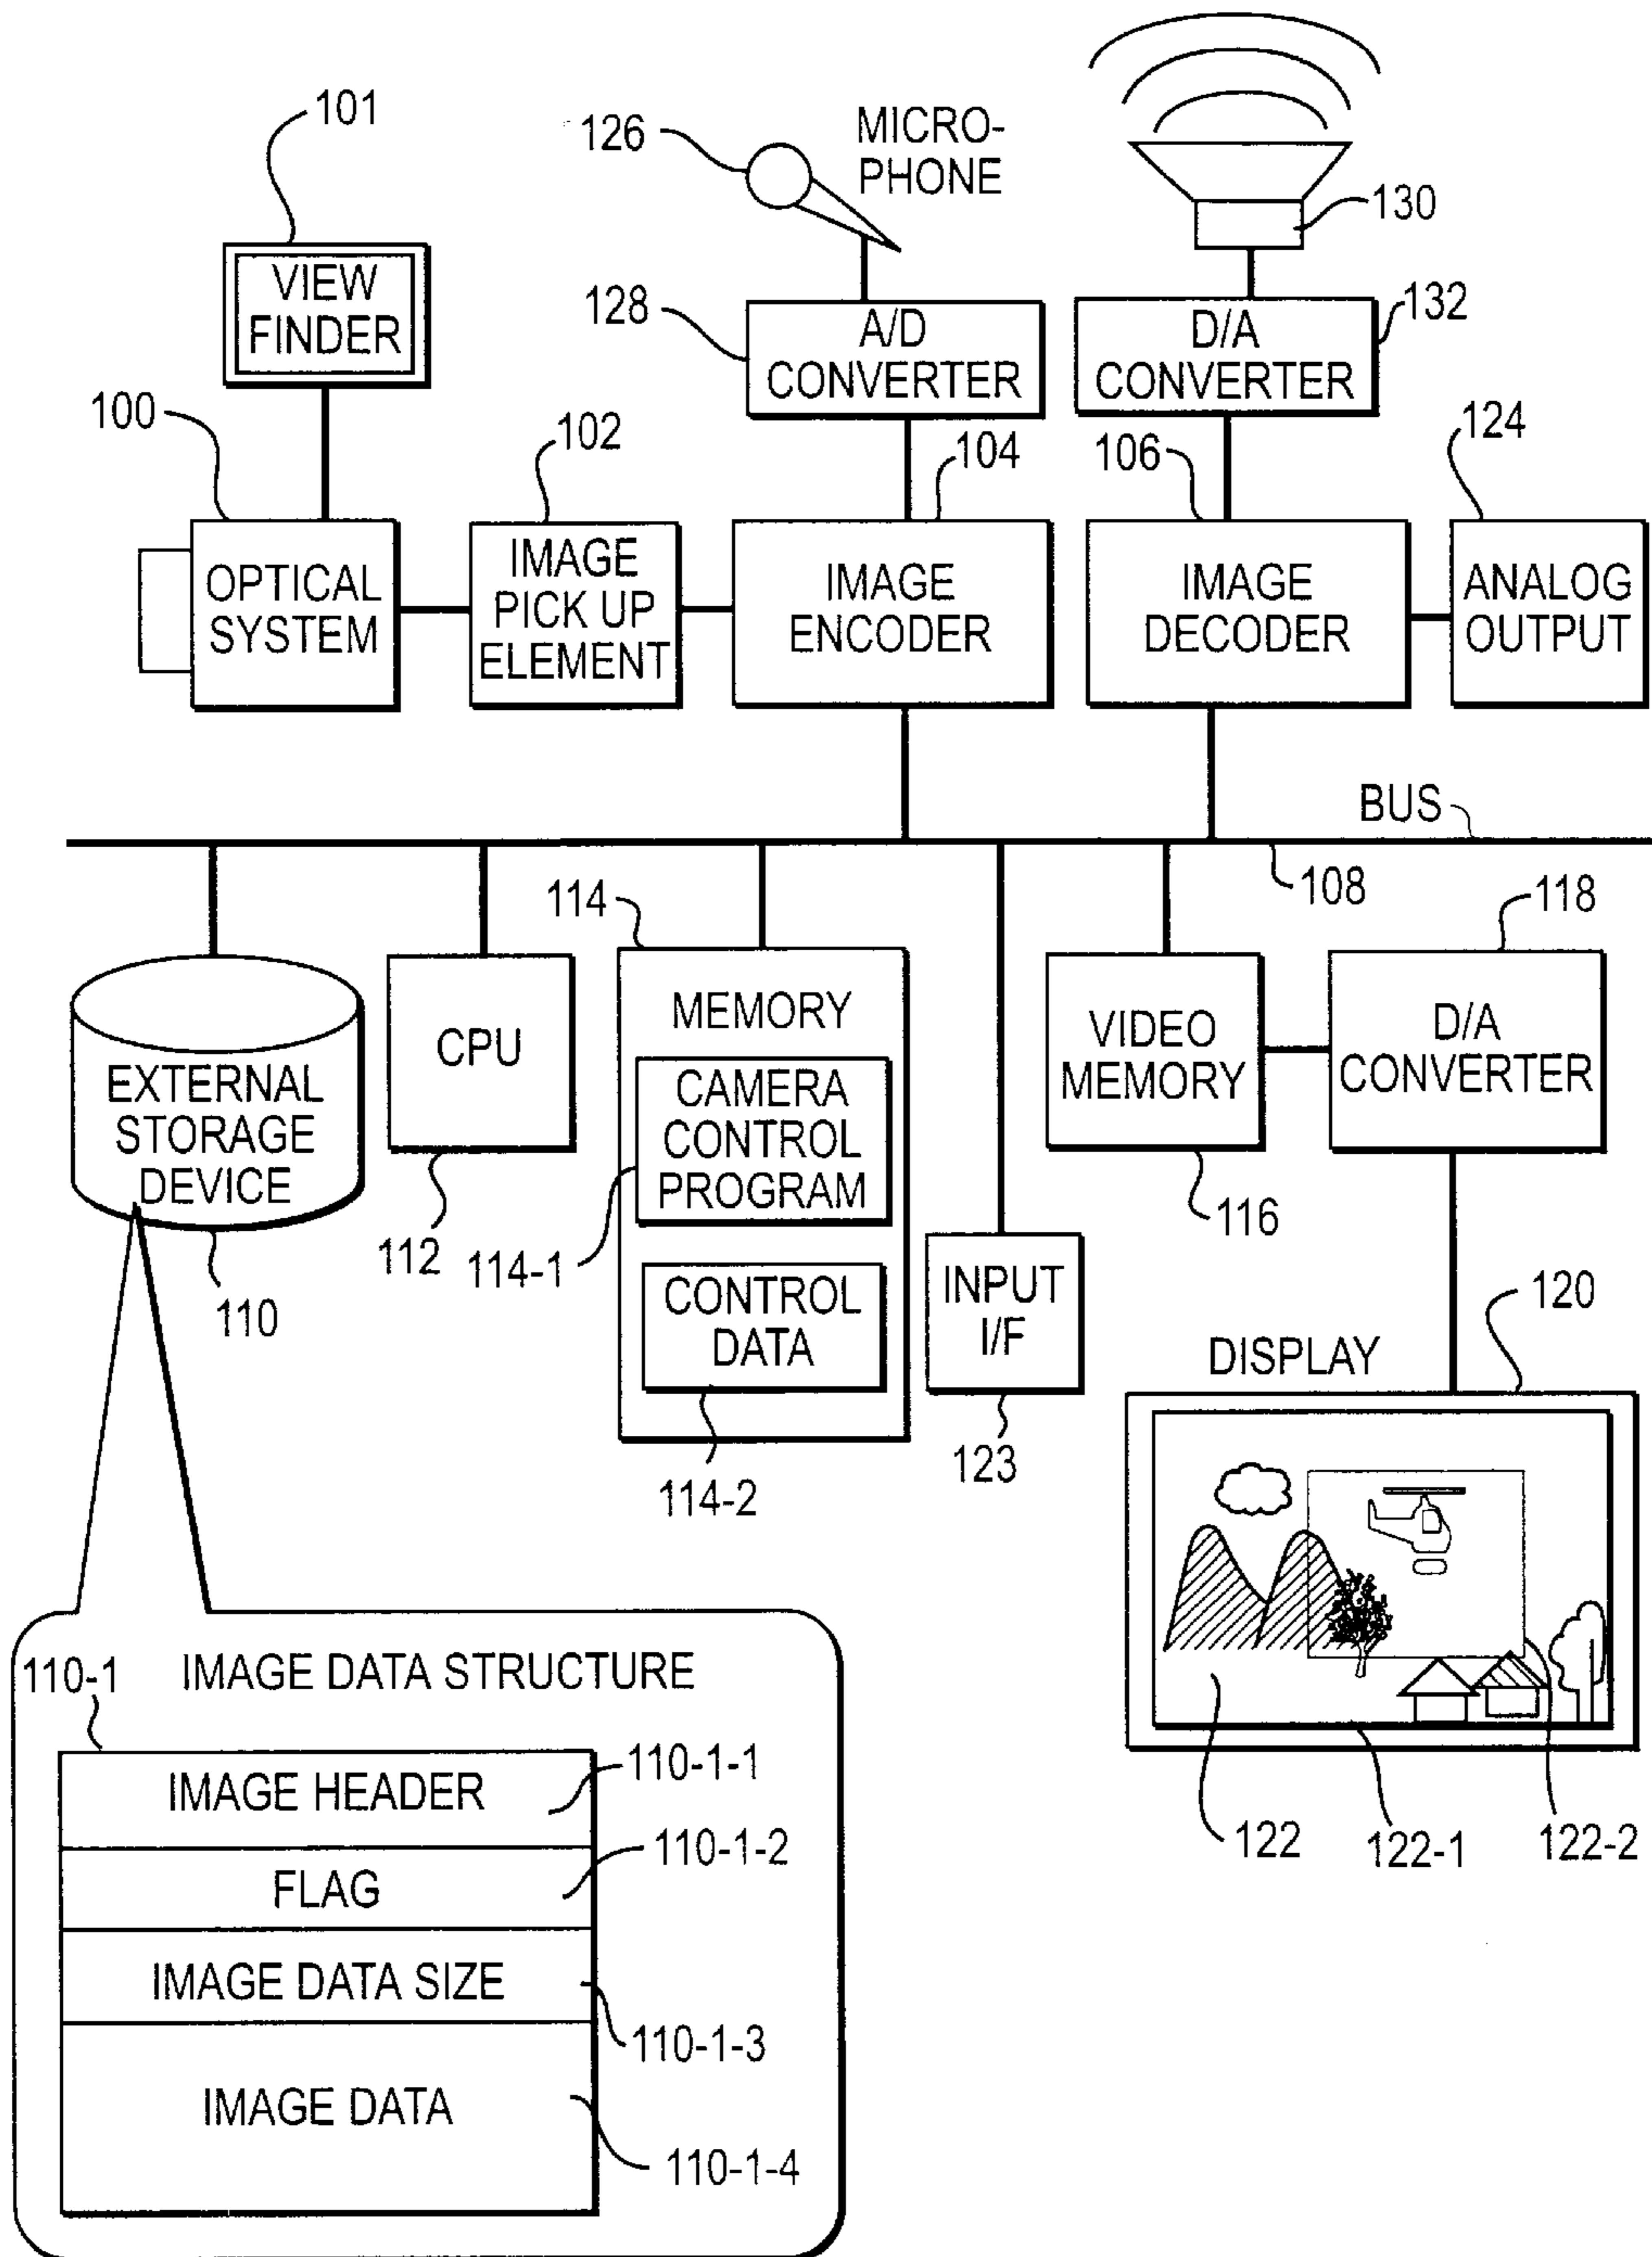 101
VIEW
FINDER
126
MICRO-
PHONE
130
128
A/D
CONVERTER
D/A
CONVERTER
132
100
102
104
106
124
OPTICAL
SYSTEM
IMAGE
PICK UP
ELEMENT
IMAGE
ENCODER
IMAGE
DECODER
ANALOG
OUTPUT
BUS
108
114
118
EXTERNAL
STORAGE
DEVICE
110
CPU
112
MEMORY
CAMERA
CONTROL
PROGRAM
114-1
CONTROL
DATA
114-2
INPUT
I/F
123
VIDEO
MEMORY
116
D/A
CONVERTER
120
DISPLAY
122
122-1
122-2
110-1
IMAGE DATA STRUCTURE
IMAGE HEADER
110-1-1
FLAG
110-1-2
IMAGE DATA SIZE
110-1-3
IMAGE DATA
110-1-4